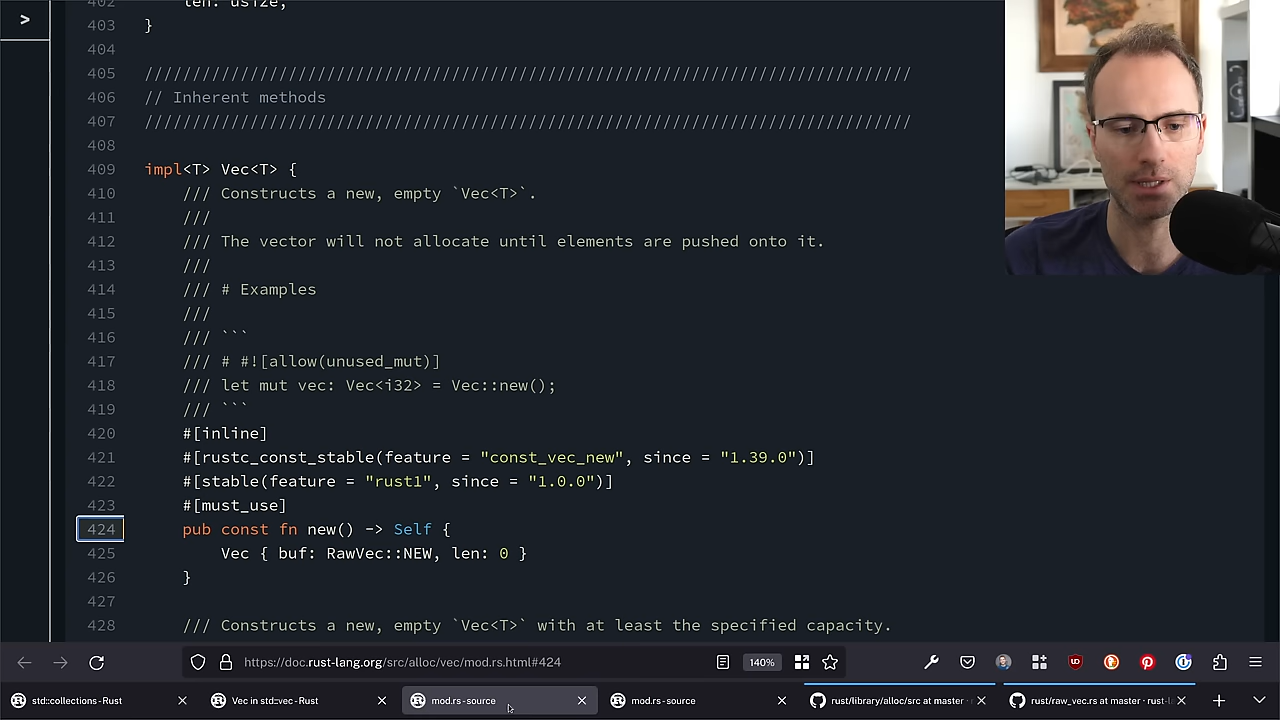 >
402 len: usize,
403 }
404
405 ////////////////////////////////////////////////////////////////////////////////
406 // Inherent methods
407 ////////////////////////////////////////////////////////////////////////////////
408
409 impl<T> Vec<T> {
410 /// Constructs a new, empty `Vec<T>`.
411 ///
412 /// The vector will not allocate until elements are pushed onto it.
413 ///
414 /// # Examples
415 ///
416 /// ```
417 /// # #![allow(unused_mut)]
418 /// let mut vec: Vec<i32> = Vec::new();
419 /// ```
420 #[inline]
421 #[rustc_const_stable(feature = "const_vec_new", since = "1.39.0")]
422 #[stable(feature = "rust1", since = "1.0.0")]
423 #[must_use]
424 pub const fn new() -> Self {
425 Vec { buf: RawVec::NEW, len: 0 }
426 }
427
428 /// Constructs a new, empty `Vec<T>` with at least the specified capacity.
https://doc.rust-lang.org/src/alloc/vec/mod.rs.html#424 140%
std::collections - Rust Vec in std::vec - Rust mod.rs - source mod.rs - source rust/library/alloc/src at master · rust/raw_vec.rs at master · rust-l